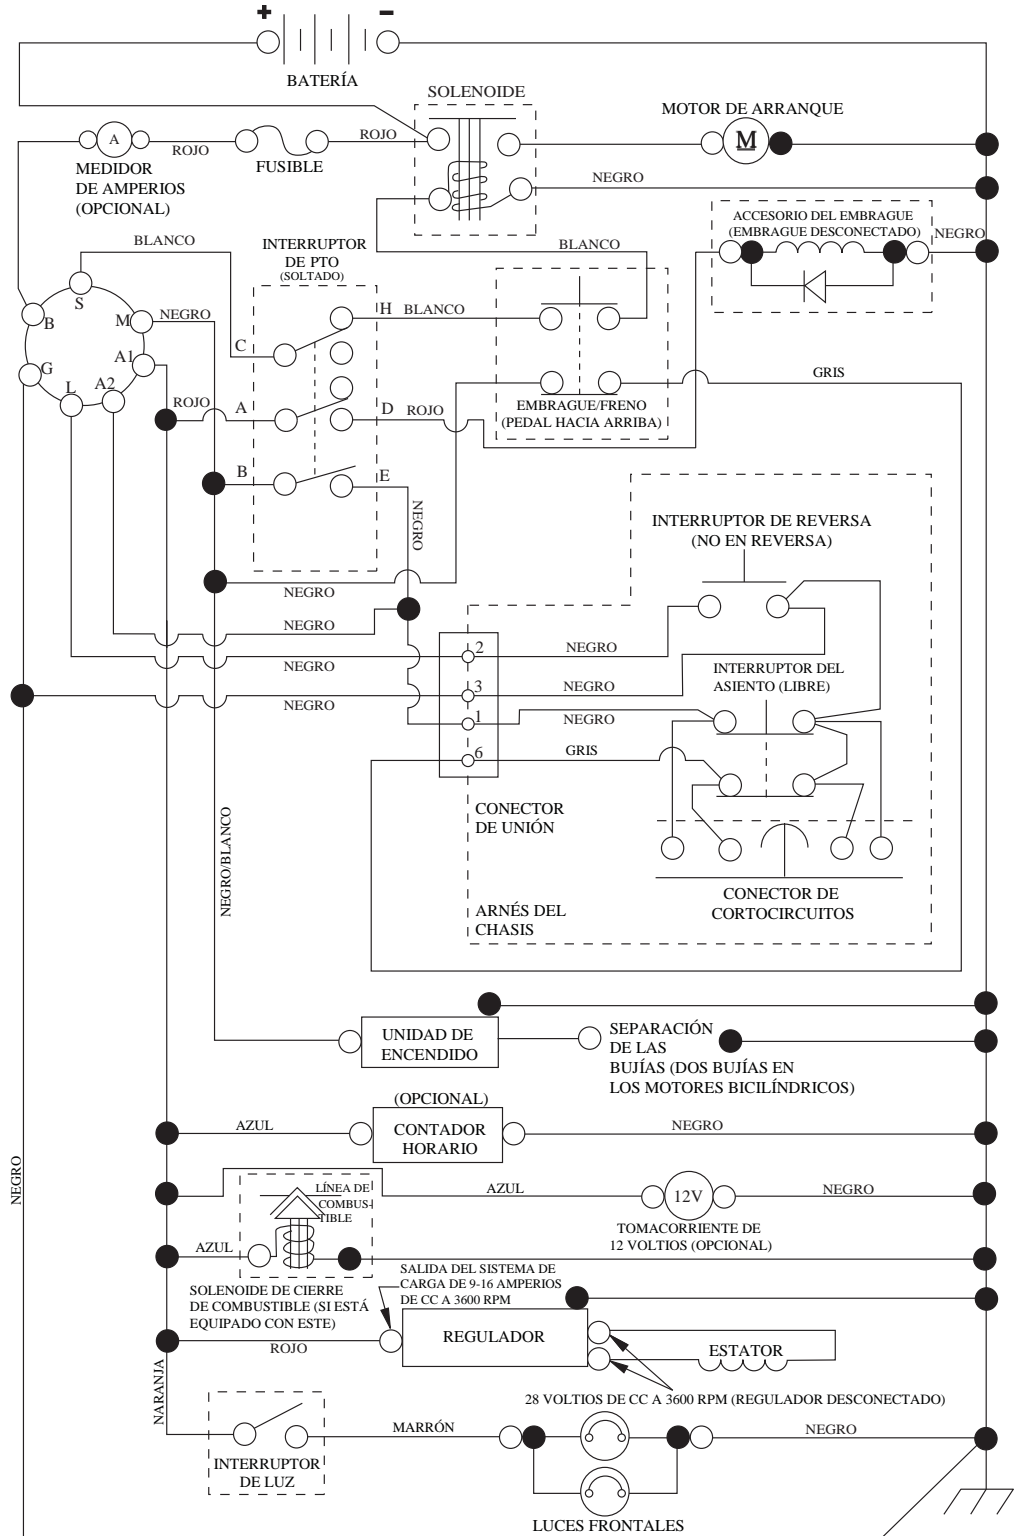 + −
BATERÍA
SOLENOIDE
MOTOR DE ARRANQUE
A
ROJO
FUSIBLE
ROJO
M
MEDIDOR
DE AMPERIOS
(OPCIONAL)
NEGRO
ACCESORIO DEL EMBRAGUE
(EMBRAGUE DESCONECTADO)
NEGRO
BLANCO
INTERRUPTOR
DE PTO
(SOLTADO)
BLANCO
S
B
M
NEGRO
A1
G
L
A2
H
BLANCO
C
GRIS
EMBRAGUE/FRENO
(PEDAL HACIA ARRIBA)
ROJO
A
D
ROJO
B
E
NEGRO
INTERRUPTOR DE REVERSA
(NO EN REVERSA)
NEGRO
NEGRO
NEGRO
2
NEGRO
INTERRUPTOR DEL
ASIENTO (LIBRE)
3
NEGRO
NEGRO
1
NEGRO
6
GRIS
CONECTOR
DE UNIÓN
NEGRO/BLANCO
CONECTOR DE
CORTOCIRCUITOS
ARNÉS DEL
CHASIS
UNIDAD DE
ENCENDIDO
SEPARACIÓN
DE LAS
BUJÍAS (DOS BUJÍAS EN
LOS MOTORES BICILÍNDRICOS)
(OPCIONAL)
AZUL
CONTADOR
HORARIO
NEGRO
NEGRO
LÍNEA DE
COMBUS-
TIBLE
AZUL
12V
NEGRO
TOMACORRIENTE DE
12 VOLTIOS (OPCIONAL)
AZUL
SOLENOIDE DE CIERRE
DE COMBUSTIBLE (SI ESTÁ
EQUIPADO CON ESTE)
SALIDA DEL SISTEMA DE
CARGA DE 9-16 AMPERIOS
DE CC A 3600 RPM
ROJO
REGULADOR
ESTATOR
28 VOLTIOS DE CC A 3600 RPM (REGULADOR DESCONECTADO)
NARANJA
INTERRUPTOR
DE LUZ
MARRÓN
NEGRO
LUCES FRONTALES